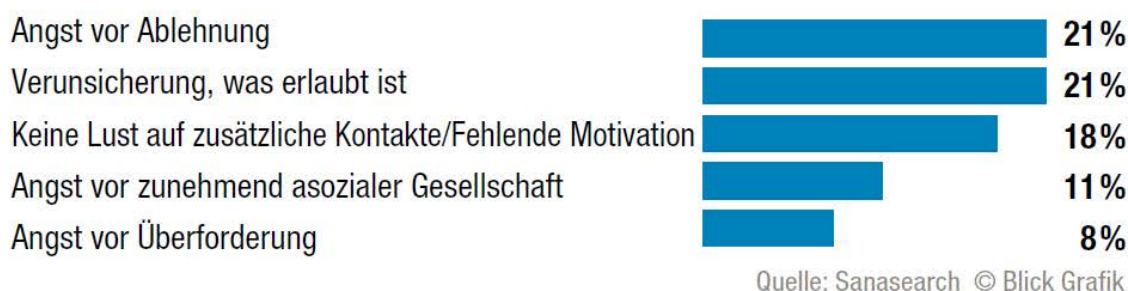 Angst vor Ablehnung 21%
Verunsicherung, was erlaubt ist 21%
Keine Lust auf zusätzliche Kontakte/Fehlende Motivation 18%
Angst vor zunehmend asozialer Gesellschaft 11%
Angst vor Überforderung 8%
Quelle: Sanasearch © Blick Grafik